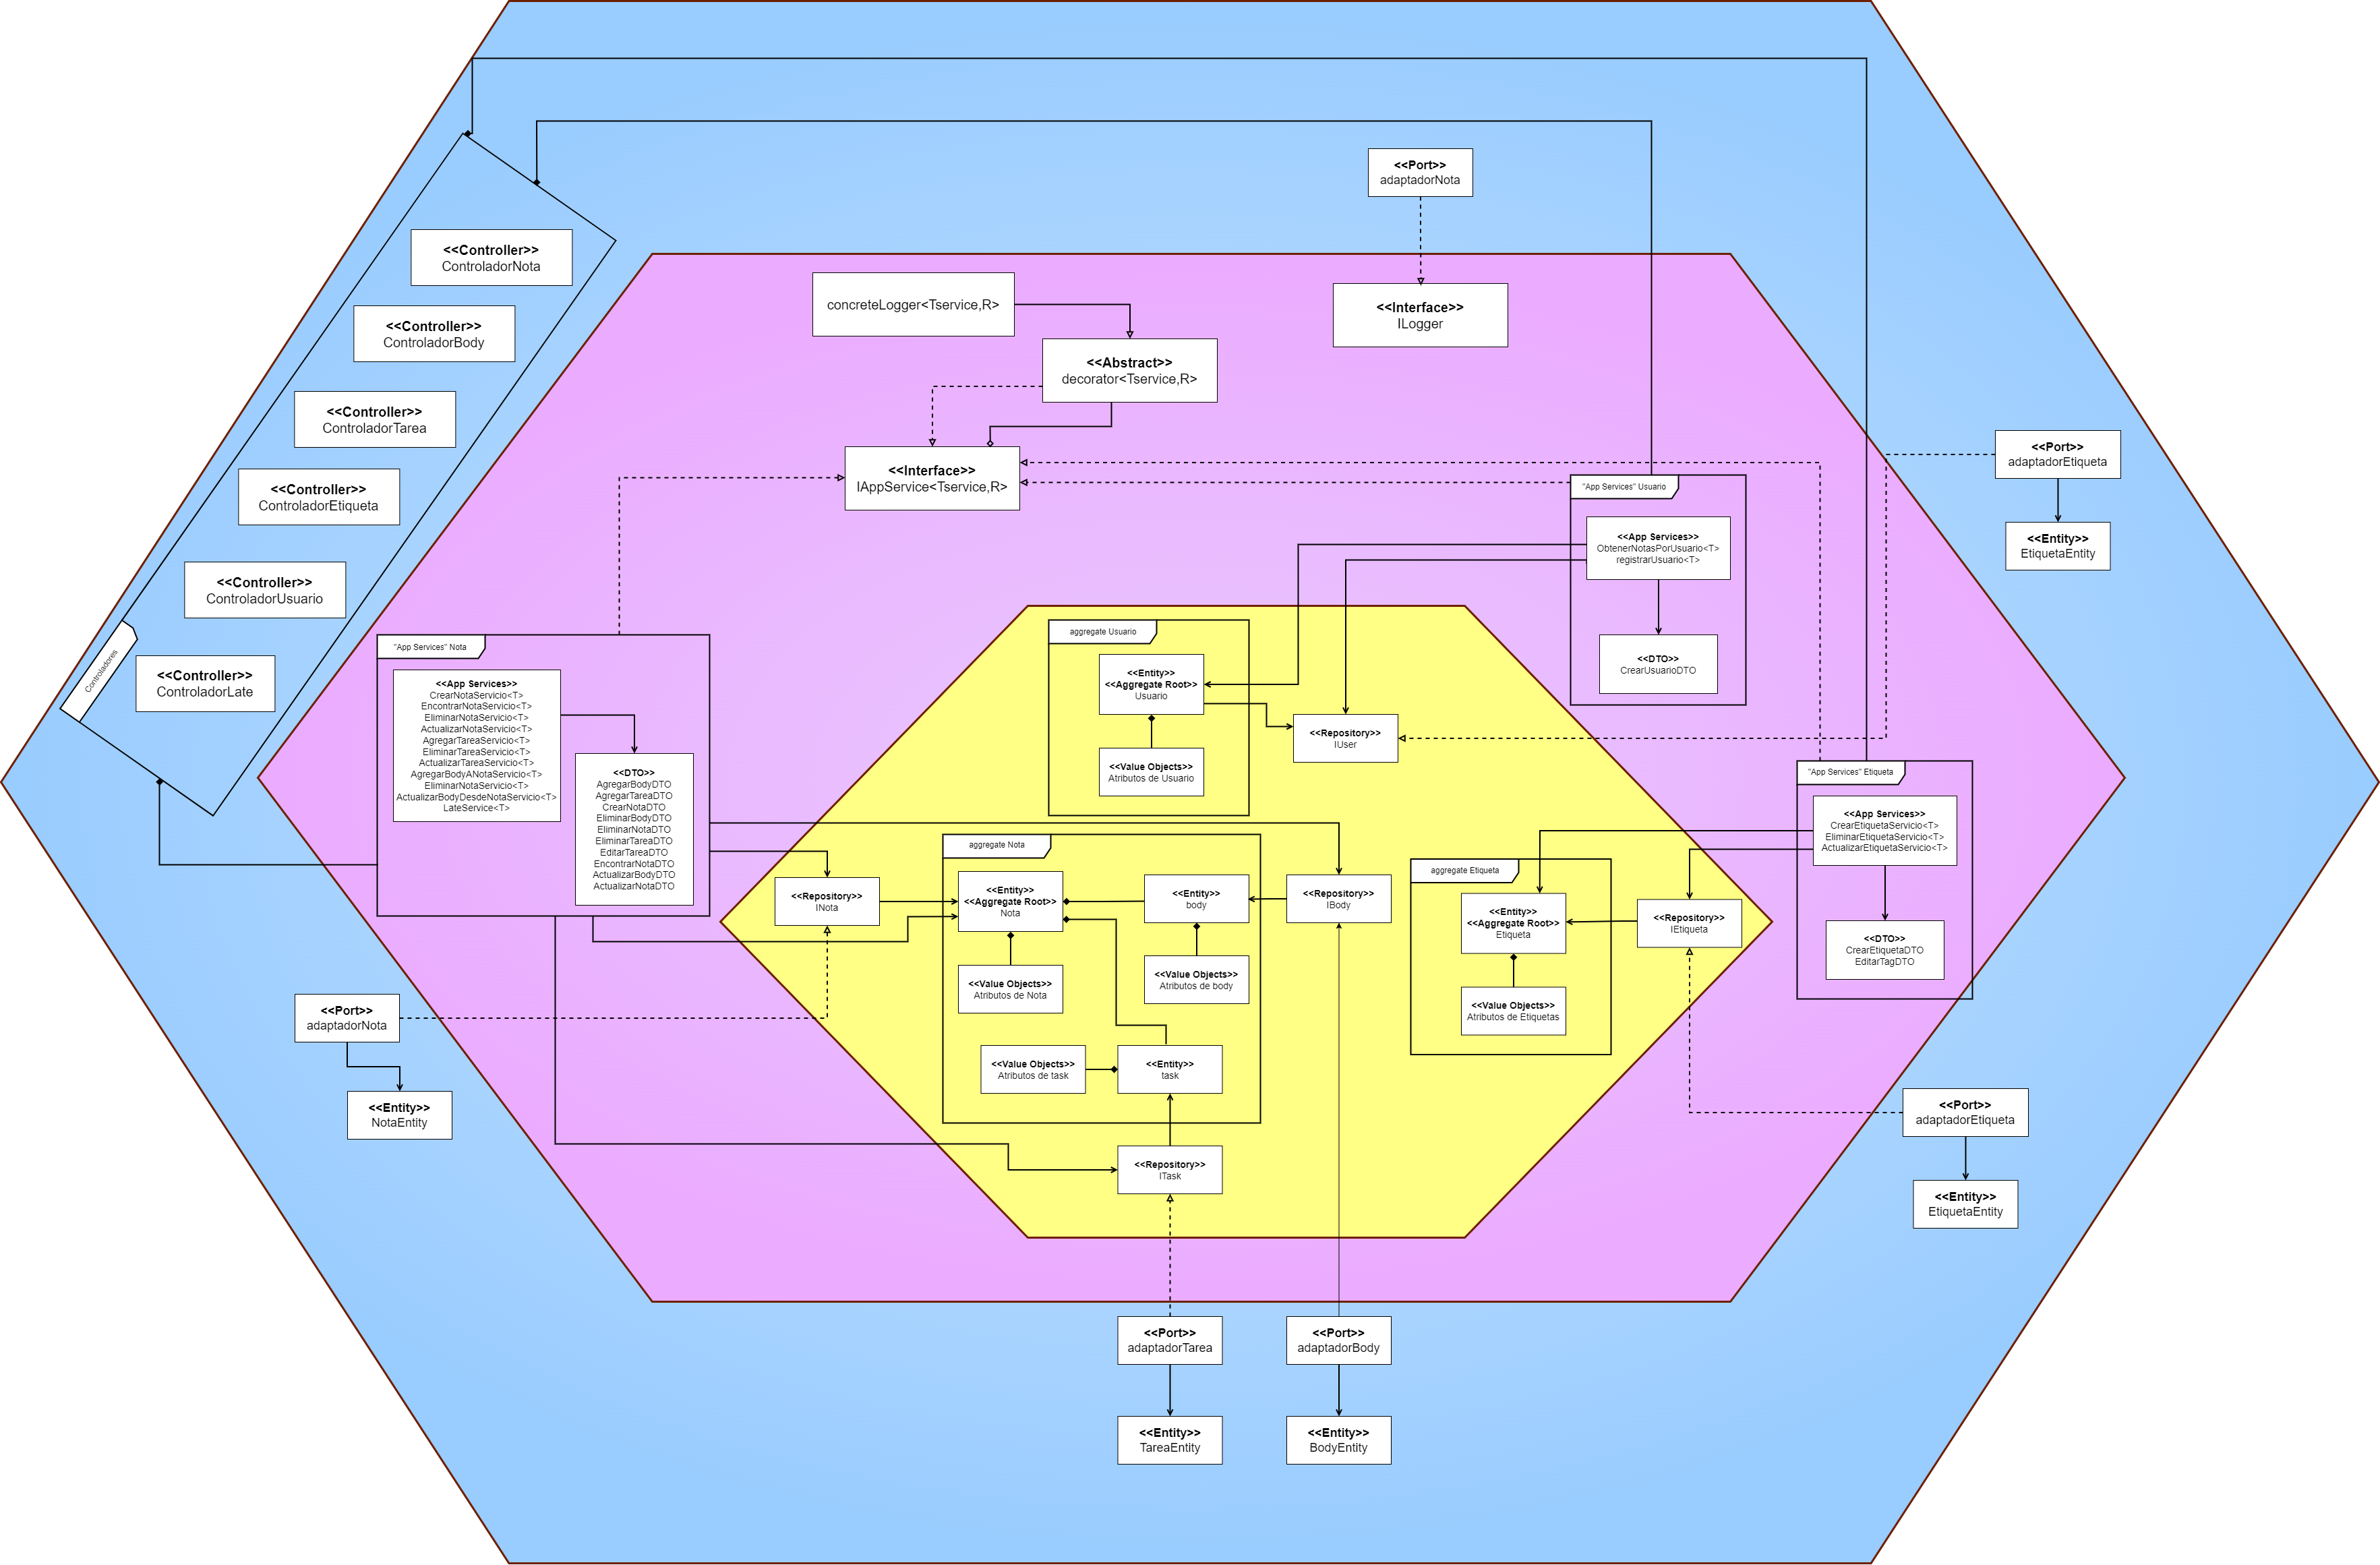 <<Port>>
adaptadorNota
<<Controller>>
ControladorNota
<<Controller>>
ControladorBody
<<Controller>>
ControladorTarea
<<Controller>>
ControladorEtiqueta
<<Controller>>
ControladorUsuario
<<Controller>>
ControladorLate
Controladores
concreteLogger<Tservice,R>
<<Interface>>
ILogger
<<Abstract>>
decorator<Tservice,R>
<<Interface>>
IAppService<Tservice,R>
<<Port>>
adaptadorEtiqueta
<<Entity>>
EtiquetaEntity
"App Services" Usuario
<<App Services>>
ObtenerNotasPorUsuario<T>
registrarUsuario<T>
<<DTO>>
CrearUsuarioDTO
"App Services" Nota
<<App Services>>
CrearNotaServicio<T>
EncontrarNotaServicio<T>
EliminarNotaServicio<T>
ActualizarNotaServicio<T>
AgregarTareaServicio<T>
EliminarTareaServicio<T>
ActualizarTareaServicio<T>
AgregarBodyANotaServicio<T>
EliminarNotaServicio<T>
ActualizarBodyDesdeNotaServicio<T>
LateService<T>
<<DTO>>
AgregarBodyDTO
AgregarTareaDTO
CrearNotaDTO
EliminarBodyDTO
EliminarNotaDTO
EliminarTareaDTO
EditarTareaDTO
EncontrarNotaDTO
ActualizarBodyDTO
ActualizarNotaDTO
aggregate Usuario
<<Entity>>
<<Aggregate Root>>
Usuario
<<Value Objects>>
Atributos de Usuario
<<Repository>>
IUser
"App Services" Etiqueta
<<App Services>>
CrearEtiquetaServicio<T>
EliminarEtiquetaServicio<T>
ActualizarEtiquetaServicio<T>
<<DTO>>
CrearEtiquetaDTO
EditarTagDTO
aggregate Nota
<<Repository>>
INota
<<Entity>>
<<Aggregate Root>>
Nota
<<Entity>>
body
<<Repository>>
IBody
<<Value Objects>>
Atributos de Nota
<<Value Objects>>
Atributos de body
<<Value Objects>>
Atributos de task
<<Entity>>
task
<<Repository>>
ITask
aggregate Etiqueta
<<Entity>>
<<Aggregate Root>>
Etiqueta
<<Repository>>
IEtiqueta
<<Value Objects>>
Atributos de Etiquetas
<<Port>>
adaptadorNota
<<Entity>>
NotaEntity
<<Port>>
adaptadorEtiqueta
<<Entity>>
EtiquetaEntity
<<Port>>
adaptadorTarea
<<Port>>
adaptadorBody
<<Entity>>
TareaEntity
<<Entity>>
BodyEntity